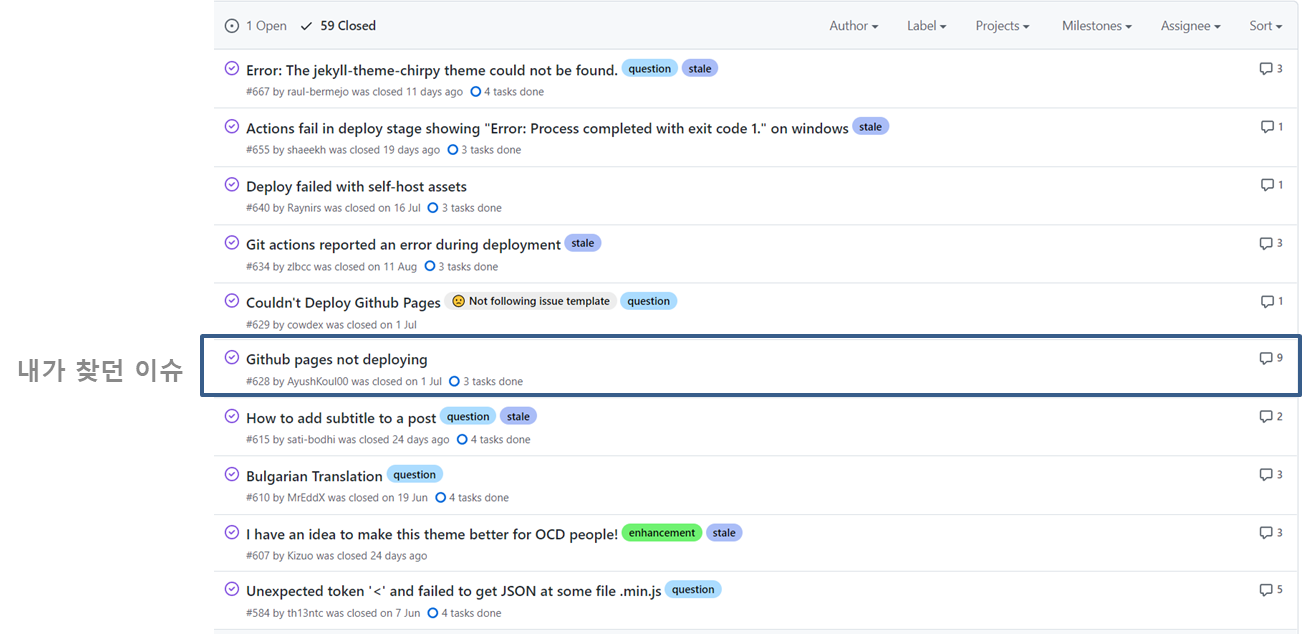 1 Open 59 Closed Author Label Projects Milestones Assignee Sort
Error: The jekyll-theme-chirpy theme could not be found. question stale 3
#667 by raul-bermejo was closed 11 days ago 4 tasks done
Actions fail in deploy stage showing "Error: Process completed with exit code 1." on windows stale 1
#655 by shaeekh was closed 19 days ago 3 tasks done
Deploy failed with self-host assets 1
#640 by Raynirs was closed on 16 Jul 3 tasks done
Git actions reported an error during deployment stale 3
#634 by zlbcc was closed on 11 Aug 3 tasks done
Couldn't Deploy Github Pages Not following issue template question 1
#629 by cowdex was closed on 1 Jul
내가 찾던 이슈
Github pages not deploying 9
#628 by AyushKoul00 was closed on 1 Jul 3 tasks done
How to add subtitle to a post question stale 2
#615 by sati-bodhi was closed 24 days ago 4 tasks done
Bulgarian Translation question 3
#610 by MrEddX was closed on 19 Jun 4 tasks done
I have an idea to make this theme better for OCD people! enhancement stale 3
#607 by Kizuo was closed 24 days ago
Unexpected token '<' and failed to get JSON at some file .min.js question 5
#584 by th13ntc was closed on 7 Jun 4 tasks done